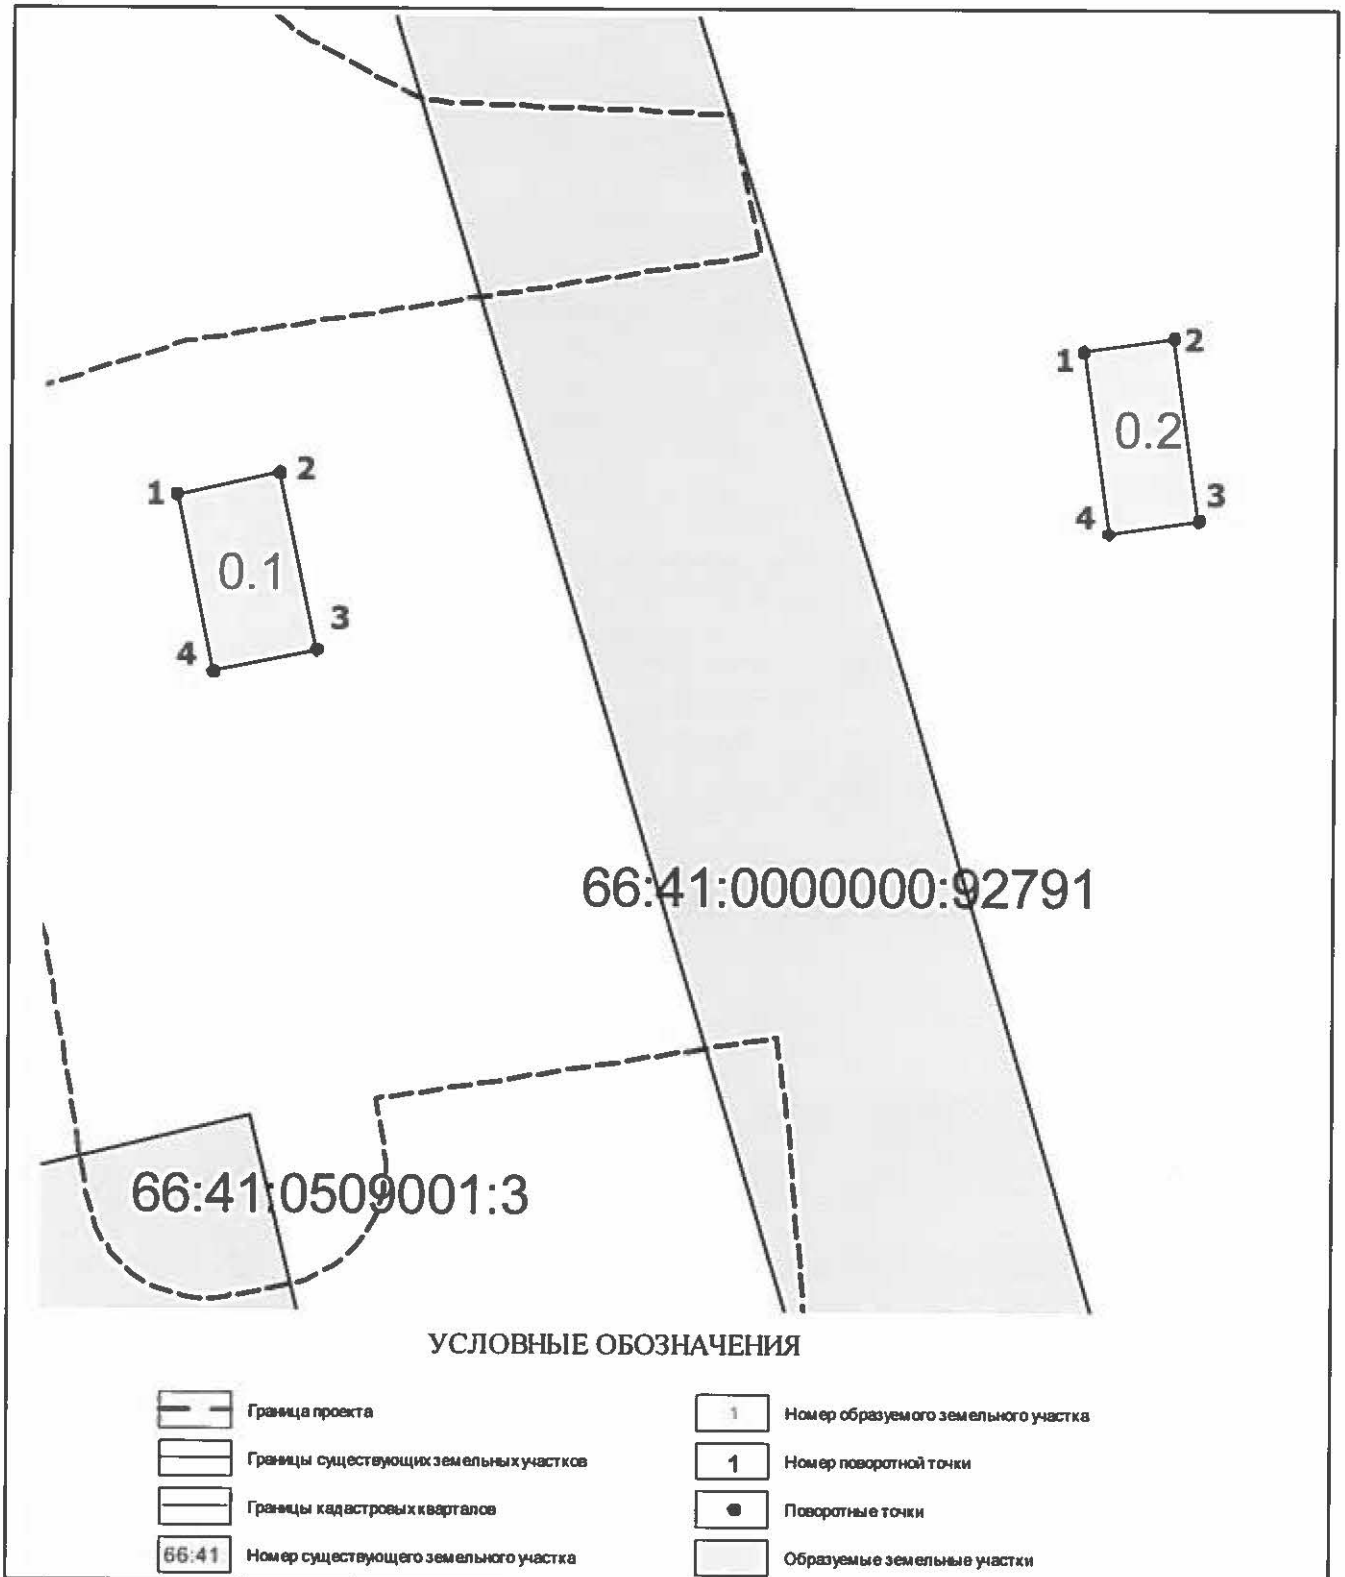 1 2
0.2
4 3
1 2
0.1
3
4
66:41:0000000:92791
66:41:0509001:3
УСЛОВНЫЕ ОБОЗНАЧЕНИЯ
Граница проекта
1 Номер образуемого земельного участка
Границы существующих земельных участков
1 Номер поворотной точки
Границы кадастровых кварталов
Поворотные точки
66:41 Номер существующего земельного участка
Образуемые земельные участки